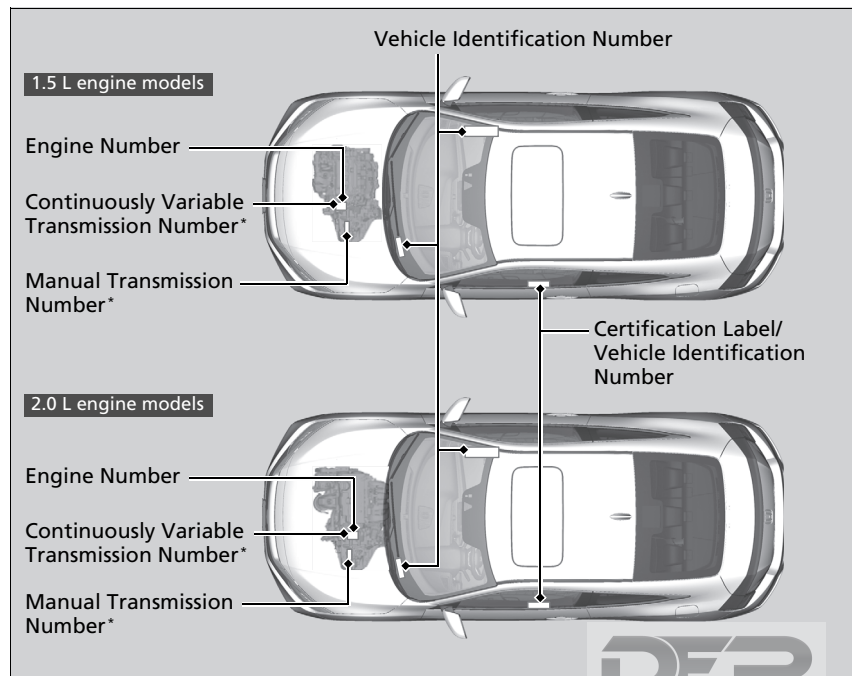 Vehicle Identification Number
1.5 L engine models
Engine Number
Continuously Variable
Transmission Number*
Manual Transmission
Number*
Certification Label/
Vehicle Identification
Number
2.0 L engine models
Engine Number
Continuously Variable
Transmission Number*
Manual Transmission
Number*